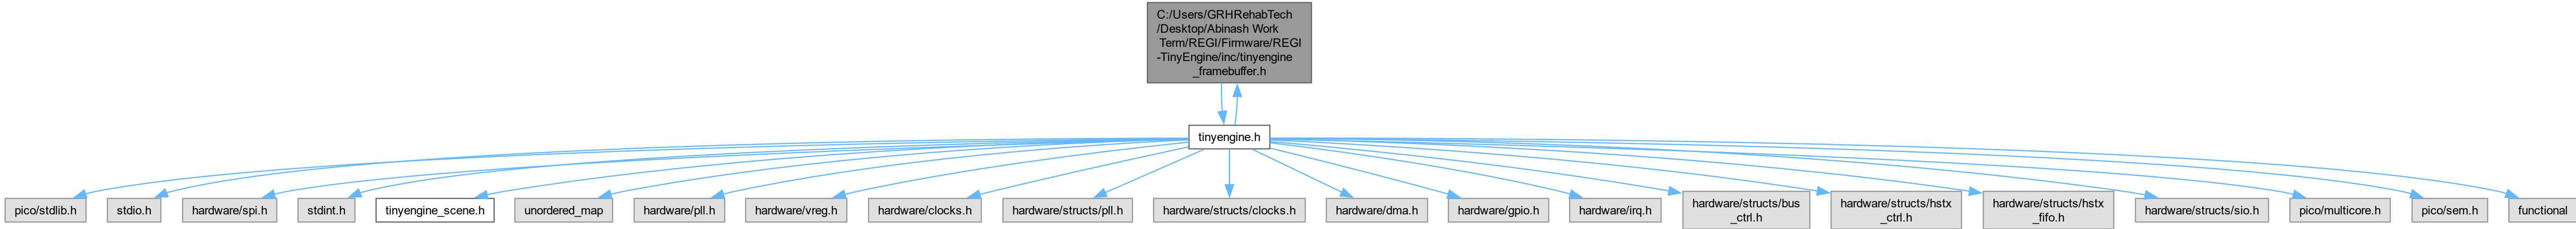 C:/Users/GRHRehabTech
/Desktop/Abinash Work
Term/REGI/Firmware/REGI
-TinyEngine/inc/tinyengine
_framebuffer.h
tinyengine.h
pico/stdlib.h
stdio.h
hardware/spi.h
stdint.h
tinyengine_scene.h
unordered_map
hardware/pll.h
hardware/vreg.h
hardware/clocks.h
hardware/structs/pll.h
hardware/structs/clocks.h
hardware/dma.h
hardware/gpio.h
hardware/irq.h
hardware/structs/bus
_ctrl.h
hardware/structs/hstx
_ctrl.h
hardware/structs/hstx
_fifo.h
hardware/structs/sio.h
pico/multicore.h
pico/sem.h
functional